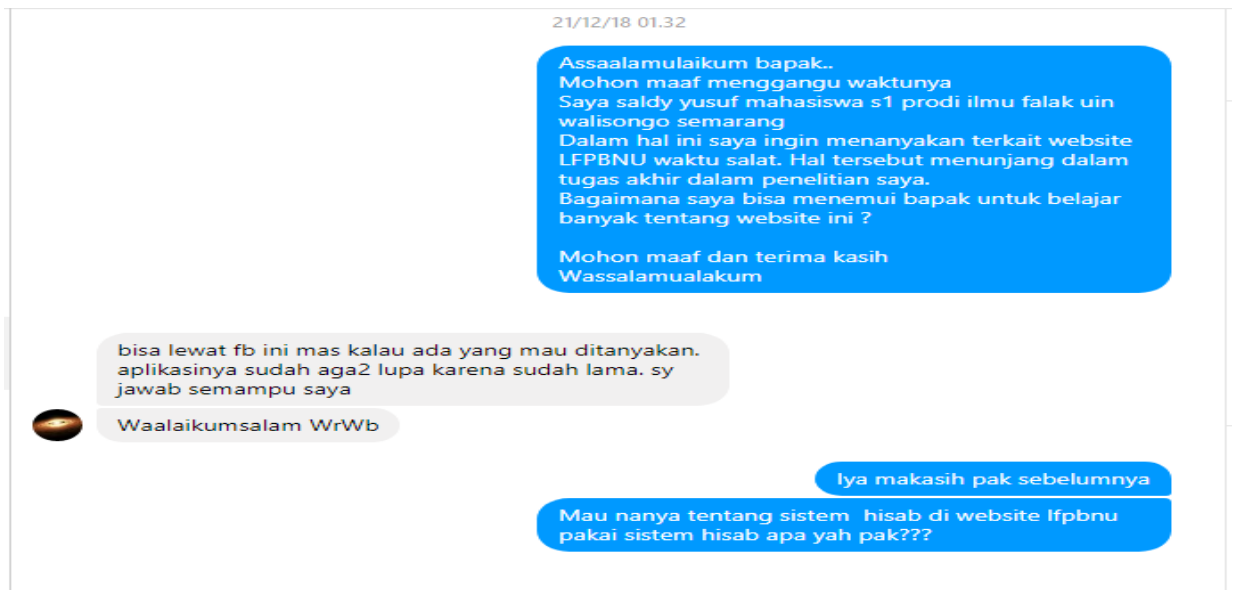 21/12/18 01.32
Assaalamulaikum bapak..
Mohon maaf menggangu waktunya
Saya saldy yusuf mahasiswa s1 prodi ilmu falak uin
walisongo semarang
Dalam hal ini saya ingin menanyakan terkait website
LFPBNU waktu salat. Hal tersebut menunjang dalam
tugas akhir dalam penelitian saya.
Bagaimana saya bisa menemui bapak untuk belajar
banyak tentang website ini ?
Mohon maaf dan terima kasih
Wassalamualakum
bisa lewat fb ini mas kalau ada yang mau ditanyakan.
aplikasinya sudah aga2 lupa karena sudah lama. sy
jawab semampu saya
Waalaikumsalam WrWb
Iya makasih pak sebelumnya
Mau nanya tentang sistem  hisab di website lfpbnu
pakai sistem hisab apa yah pak???